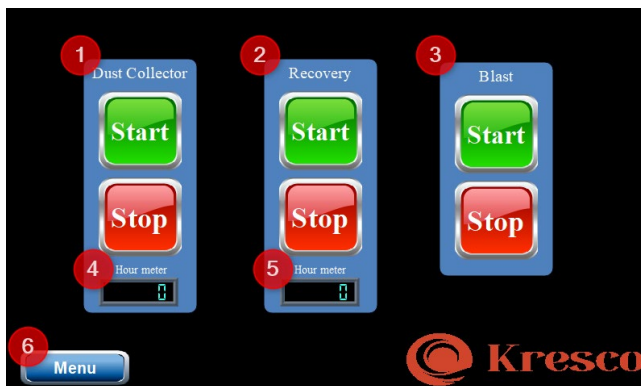 1
Dust Collector
Start
Stop
4
Hour meter
0
2
Recovery
Start
Stop
5
Hour meter
0
3
Blast
Start
Stop
6
Menu
Kresco